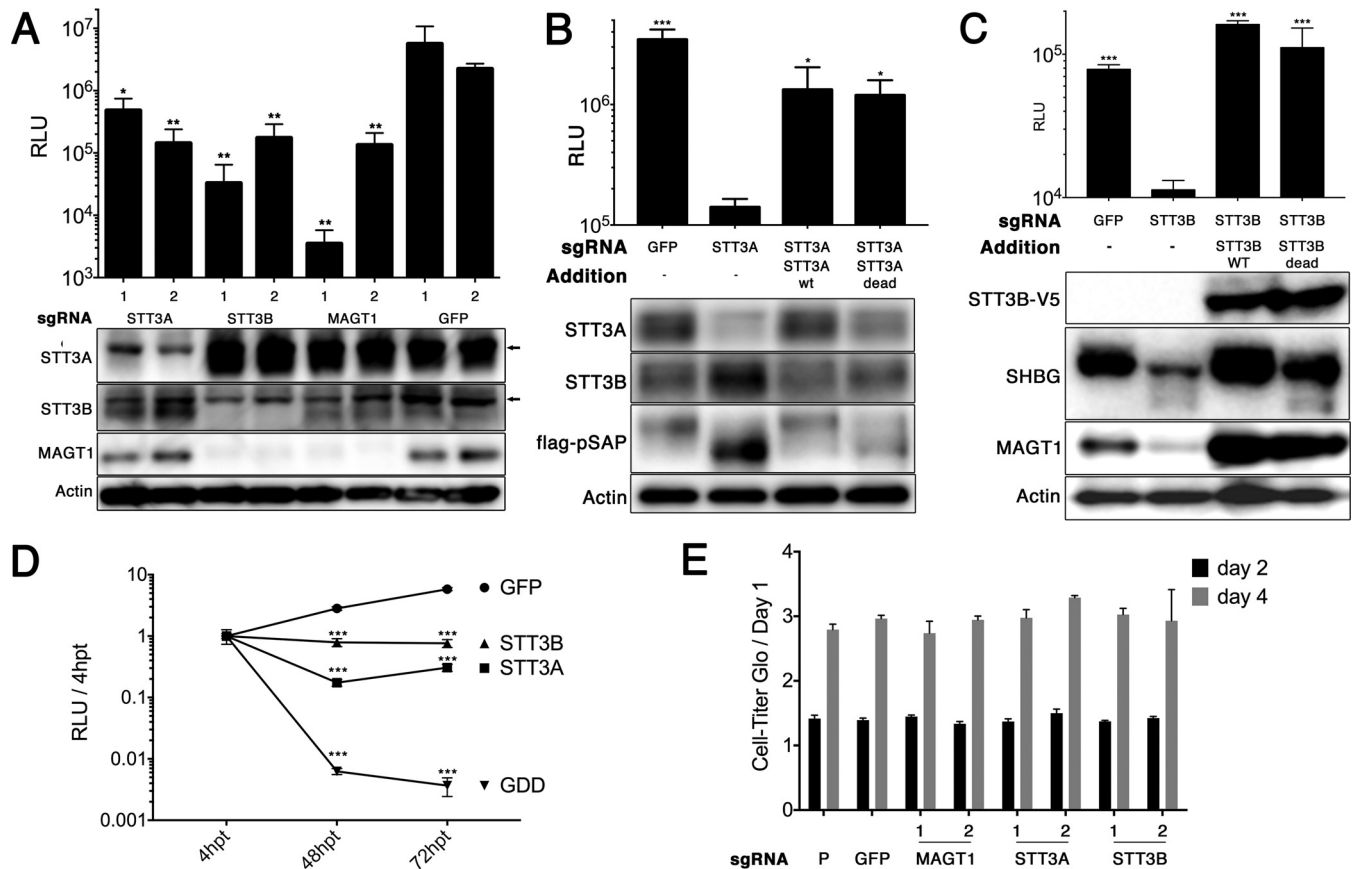 A
RLU
10^7
10^6
10^5
10^4
10^3
* ** ** ** ** **
1 2 1 2 1 2 1 2
sgRNA STT3A STT3B MAGT1 GFP
STT3A
STT3B
MAGT1
Actin
B
RLU
10^6
10^5
*** * *
sgRNA GFP STT3A STT3A STT3A
Addition - - STT3A wt STT3A dead
STT3A
STT3B
flag-pSAP
Actin
C
RLU
10^5
10^4
*** *** ***
sgRNA GFP STT3B STT3B STT3B
Addition - - STT3B WT STT3B dead
STT3B-V5
SHBG
MAGT1
Actin
D
RLU / 4hpt
10
1
0.1
0.01
0.001
GFP
*** *** STT3B
*** *** STT3A
*** *** GDD
4hpt 48hpt 72hpt
E
Cell-Titer Glo / Day 1
4
3
2
1
0
day 2
day 4
1 2 1 2 1 2
sgRNA P GFP MAGT1 STT3A STT3B